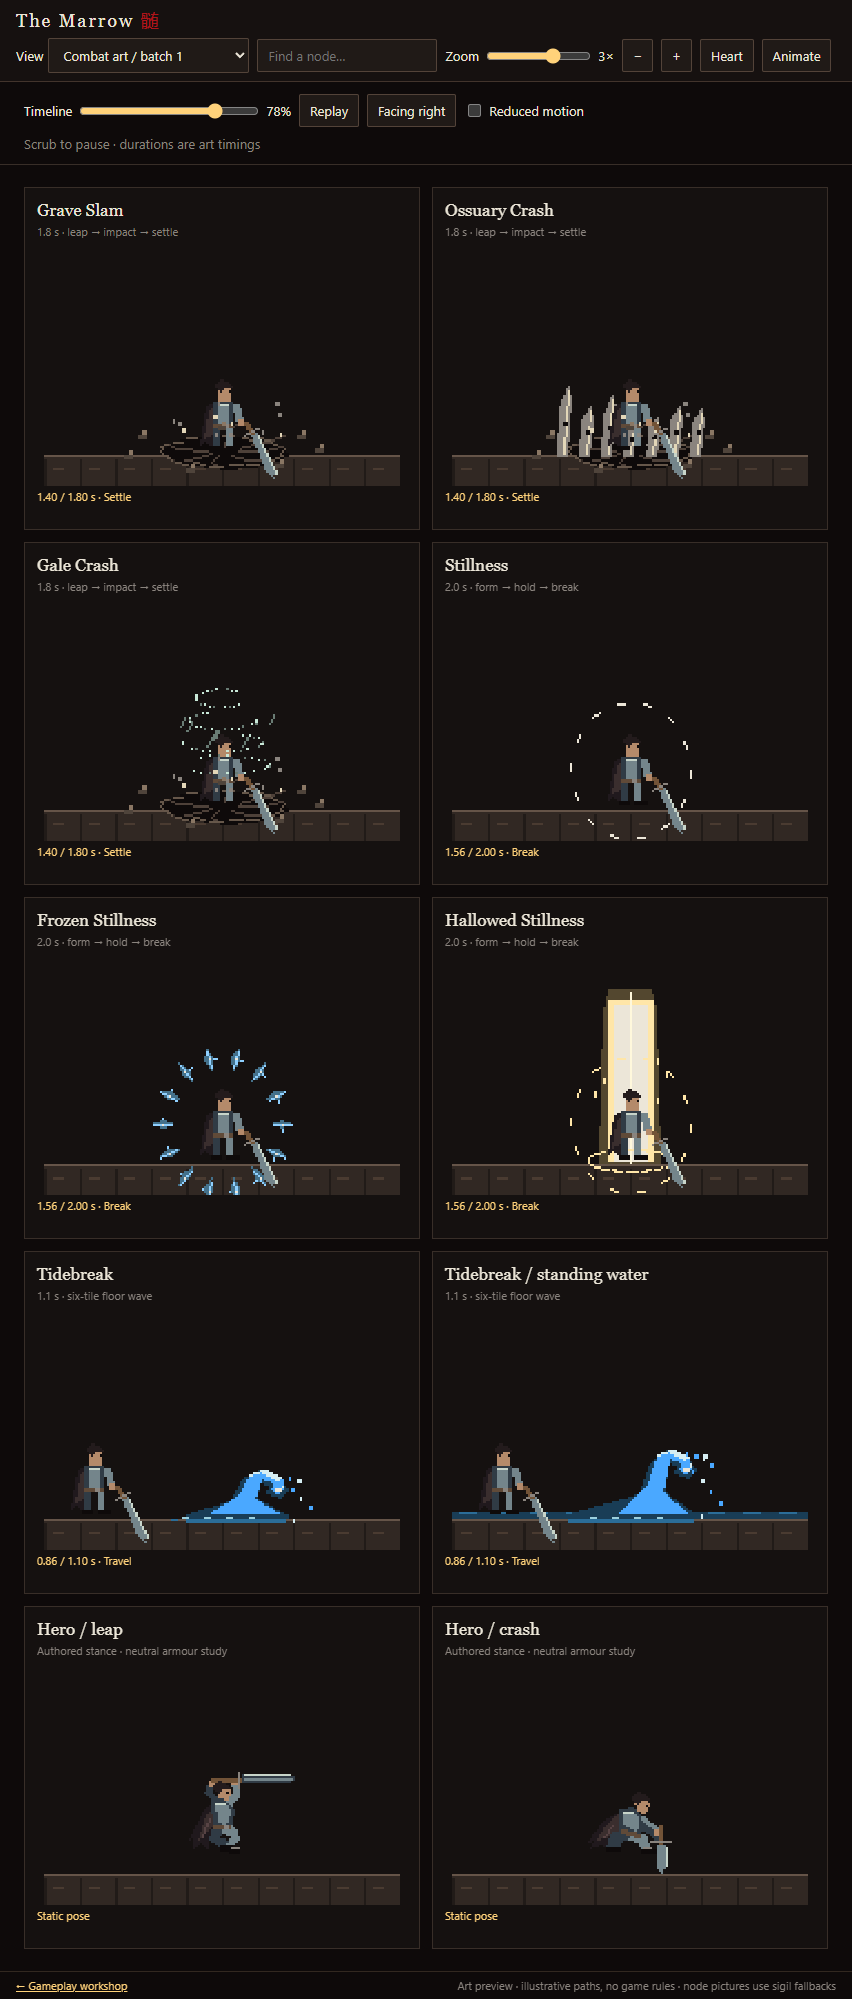 The Marrow 髄
View Combat art / batch 1 Find a node... Zoom 3× − + Heart Animate
Timeline 78% Replay Facing right Reduced motion
Scrub to pause · durations are art timings
Grave Slam
1.8 s · leap → impact → settle
1.40 / 1.80 s · Settle
Ossuary Crash
1.8 s · leap → impact → settle
1.40 / 1.80 s · Settle
Gale Crash
1.8 s · leap → impact → settle
1.40 / 1.80 s · Settle
Stillness
2.0 s · form → hold → break
1.56 / 2.00 s · Break
Frozen Stillness
2.0 s · form → hold → break
1.56 / 2.00 s · Break
Hallowed Stillness
2.0 s · form → hold → break
1.56 / 2.00 s · Break
Tidebreak
1.1 s · six-tile floor wave
0.86 / 1.10 s · Travel
Tidebreak / standing water
1.1 s · six-tile floor wave
0.86 / 1.10 s · Travel
Hero / leap
Authored stance · neutral armour study
Static pose
Hero / crash
Authored stance · neutral armour study
Static pose
← Gameplay workshop
Art preview · illustrative paths, no game rules · node pictures use sigil fallbacks